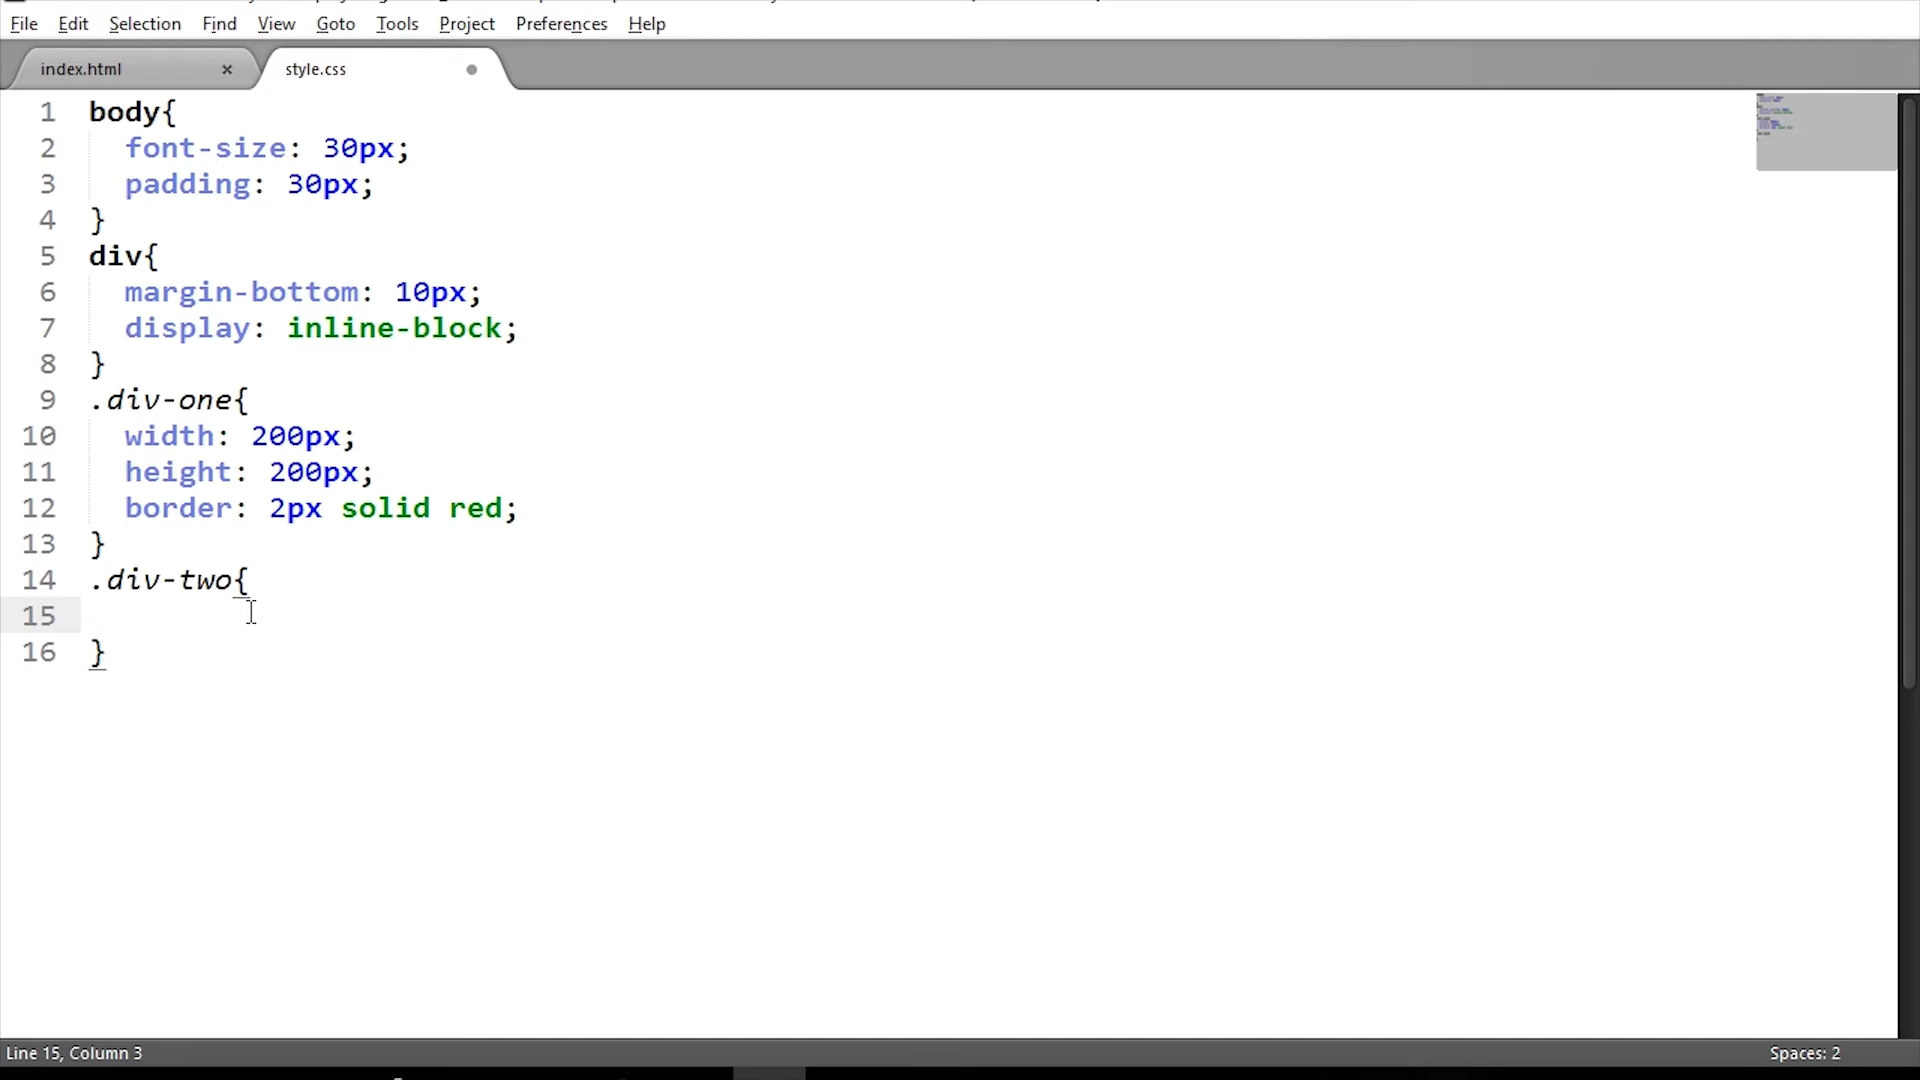 File Edit Selection Find View Goto Tools Project Preferences Help
index.html × style.css
1 body{
2 font-size: 30px;
3 padding: 30px;
4 }
5 div{
6 margin-bottom: 10px;
7 display: inline-block;
8 }
9 .div-one{
10 width: 200px;
11 height: 200px;
12 border: 2px solid red;
13 }
14 .div-two{
15
16 }
Line 15, Column 3 Spaces: 2